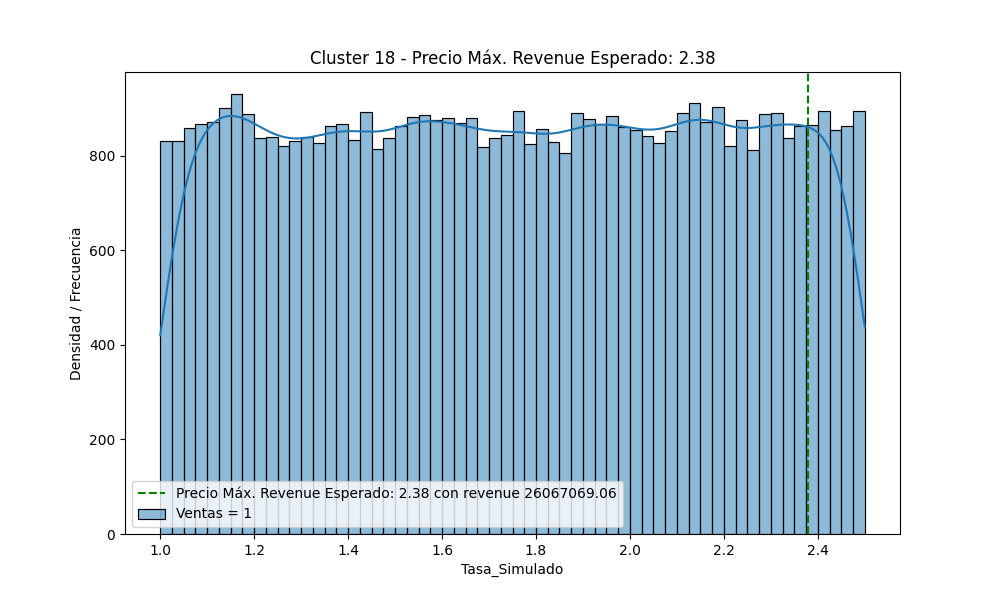 Cluster 18 - Precio Máx. Revenue Esperado: 2.38
Densidad / Frecuencia
800
600
400
200
0
Precio Máx. Revenue Esperado: 2.38 con revenue 26067069.06
Ventas = 1
1.0 1.2 1.4 1.6 1.8 2.0 2.2 2.4
Tasa_Simulado